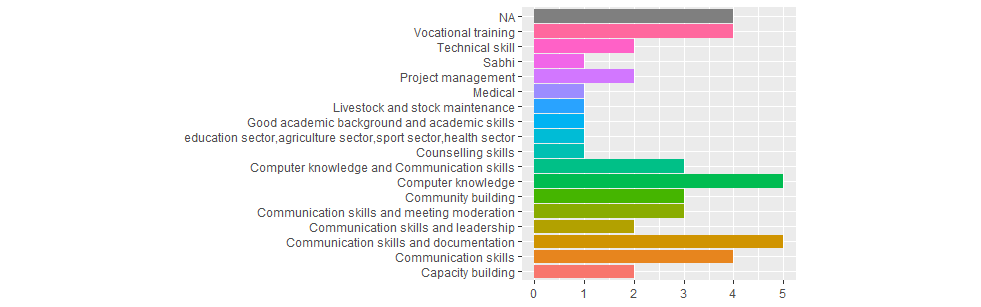 NA
Vocational training
Technical skill
Sabhi
Project management
Medical
Livestock and stock maintenance
Good academic background and academic skills
education sector,agriculture sector,sport sector,health sector
Counselling skills
Computer knowledge and Communication skills
Computer knowledge
Community building
Communication skills and meeting moderation
Communication skills and leadership
Communication skills and documentation
Communication skills
Capacity building
0 1 2 3 4 5